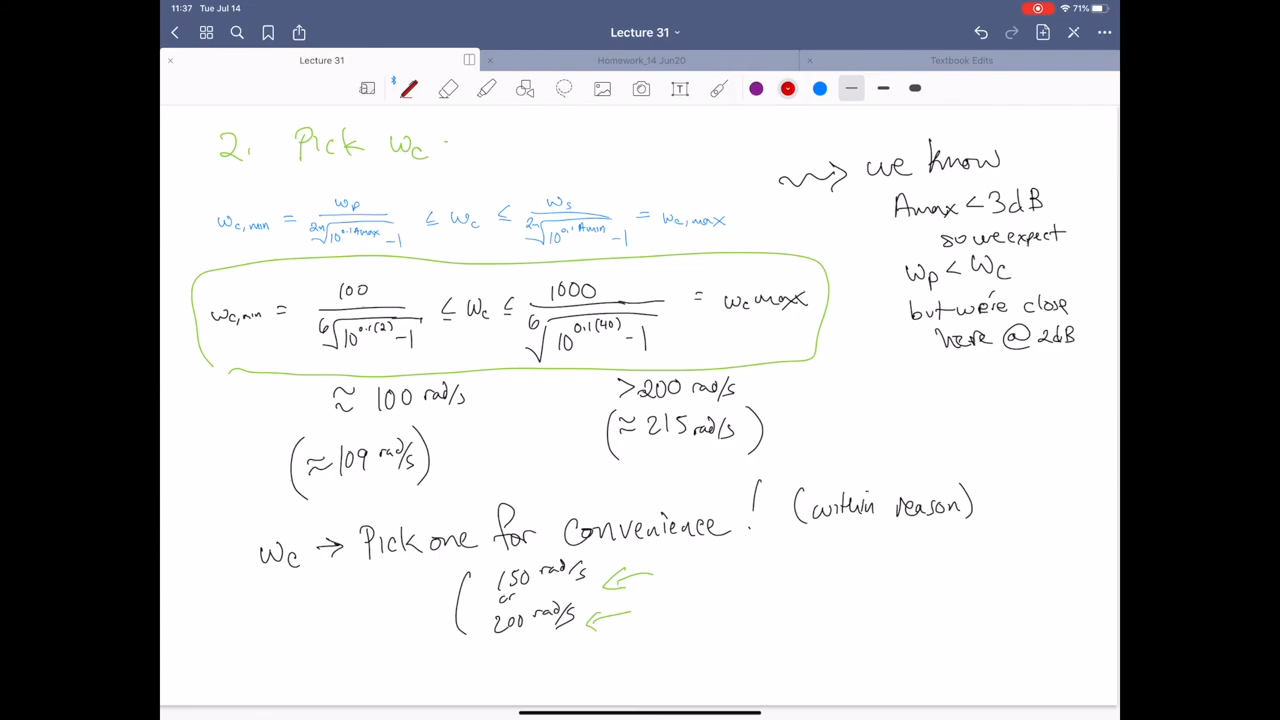 11:37 Tue Jul 14
71%
Lecture 31
Lecture 31
Homework_14 Jun20
Textbook Edits
2. Pick ωc.
ωc,min = ωp / ²ⁿ√(10^(0.1Amax) - 1) ≤ ωc ≤ ωs / ²ⁿ√(10^(0.1Amin) - 1) = ωc,max
ωc,min = 100 / ⁶√(10^(0.1(2)) - 1) ≤ ωc ≤ 1000 / ⁶√(10^(0.1(40)) - 1) = ωc max
≈ 100 rad/s
>200 rad/s
(≈109 rad/s)
(≈ 215 rad/s)
we know
Amax < 3dB
so we expect
ωp < ωc
but we're close
here @ 2dB
ωc → Pick one for convenience! (within reason)
(150 rad/s
or
200 rad/s